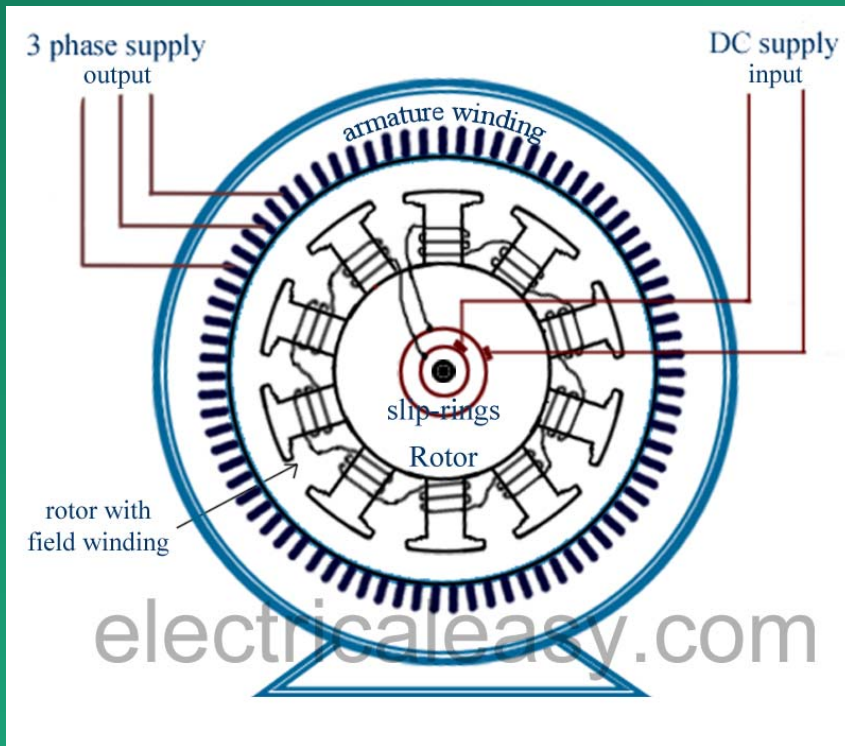 3 phase supply
output
DC supply
input
armature winding
slip-rings
Rotor
rotor with
field winding
electricaleasy.com